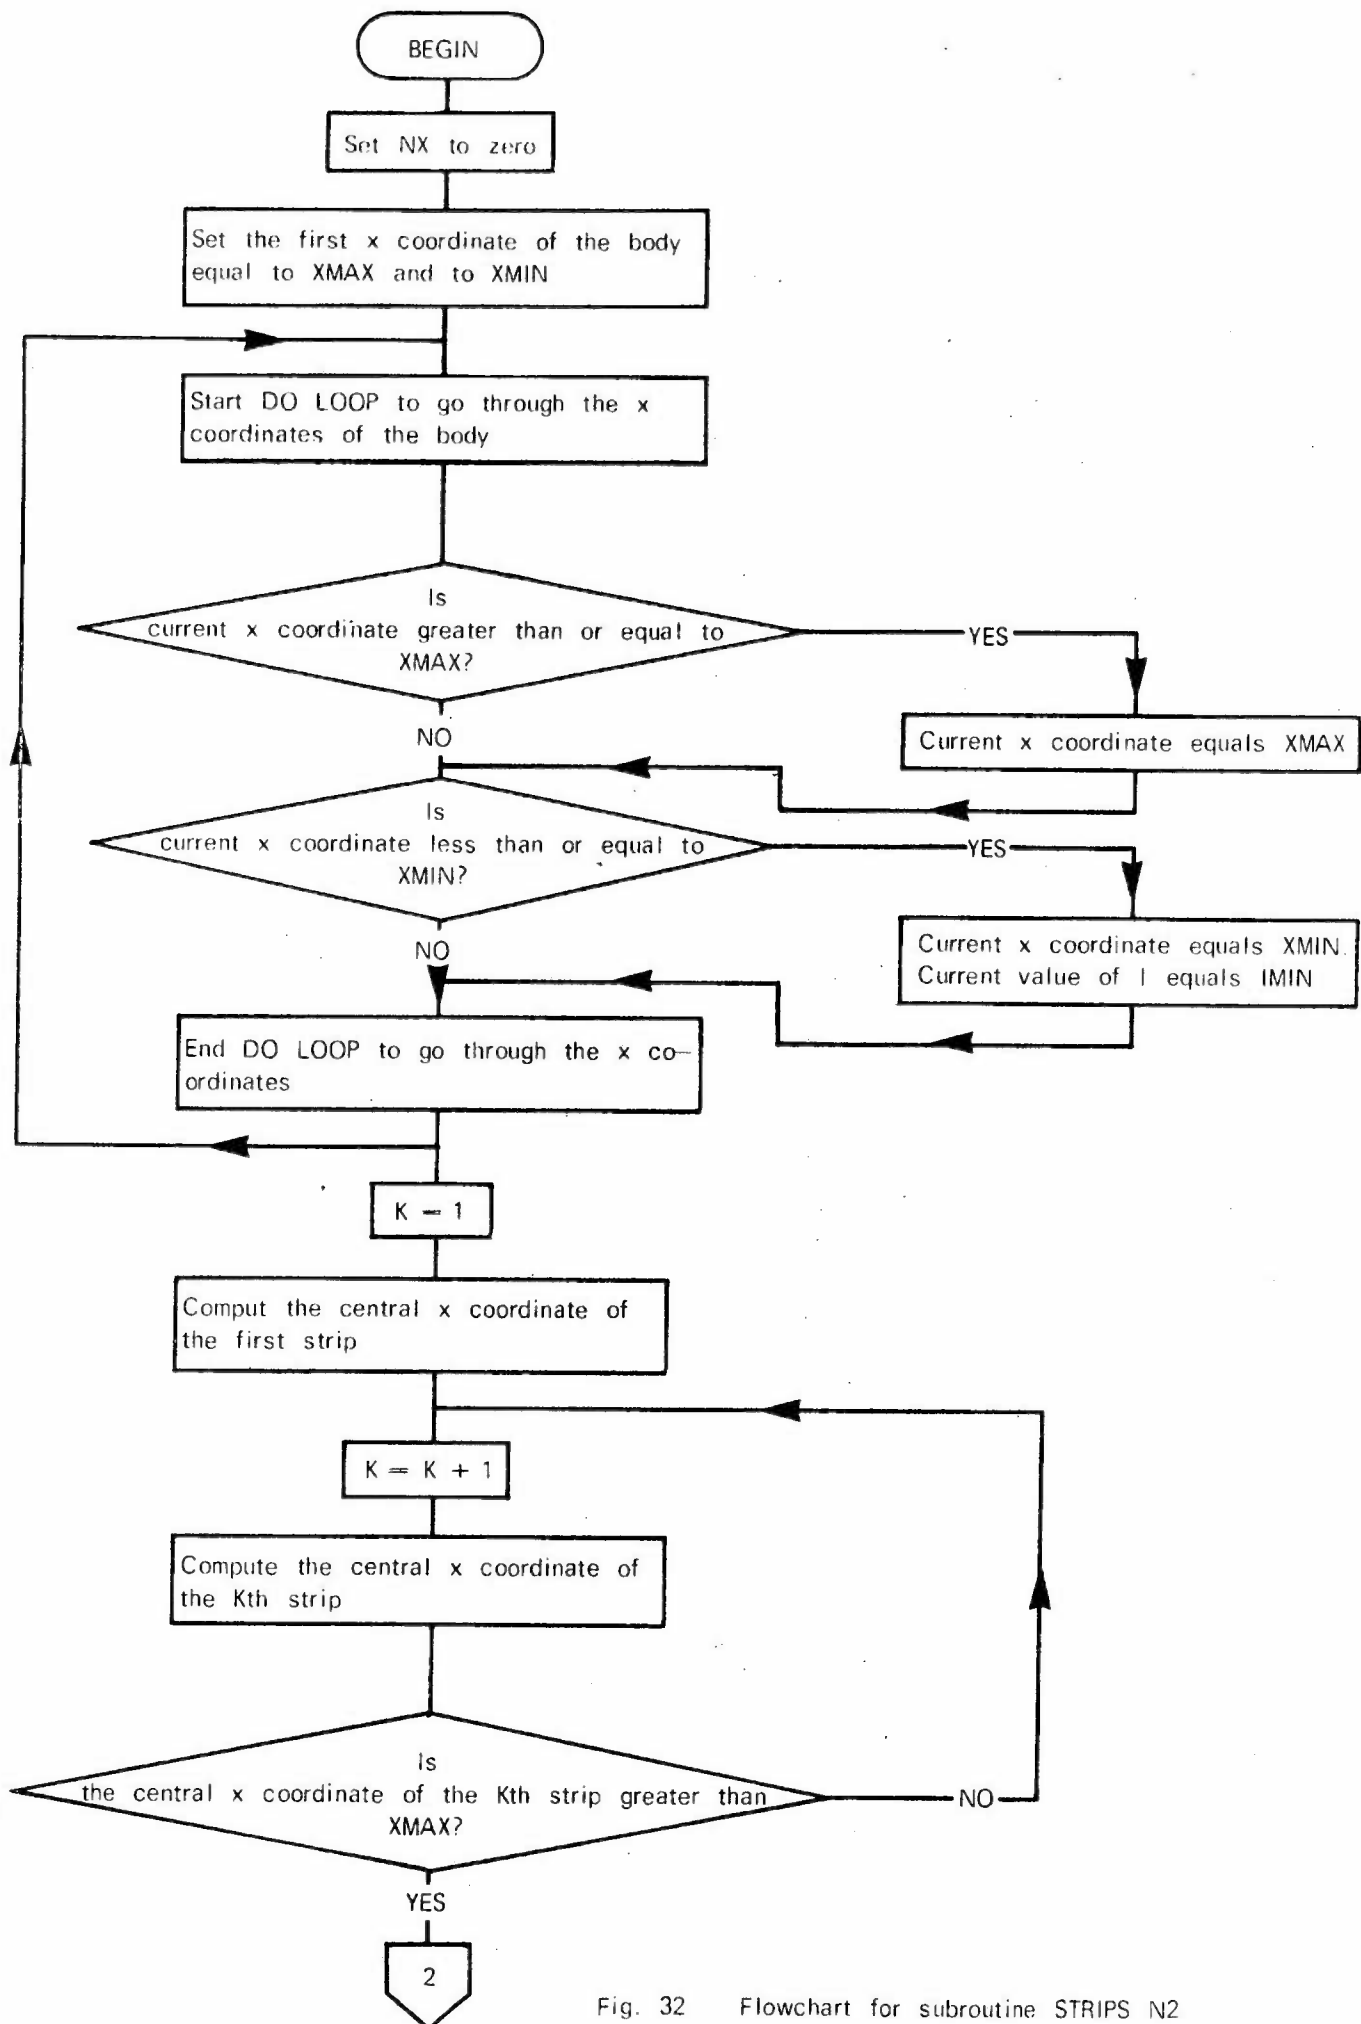 BEGIN
Set NX to zero
Set the first x coordinate of the body
equal to XMAX and to XMIN
Start DO LOOP to go through the x
coordinates of the body
Is
current x coordinate greater than or equal to
XMAX?
YES
NO
Current x coordinate equals XMAX
Is
current x coordinate less than or equal to
XMIN?
YES
NO
Current x coordinate equals XMIN.
Current value of I equals IMIN
End DO LOOP to go through the x co-
ordinates
K = 1
Comput the central x coordinate of
the first strip
K = K + 1
Compute the central x coordinate of
the Kth strip
Is
the central x coordinate of the Kth strip greater than
XMAX?
NO
YES
2
Fig. 32 Flowchart for subroutine STRIPS N2